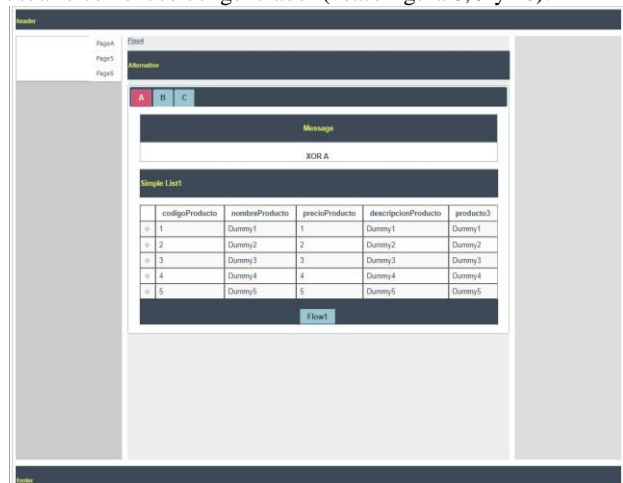 header
PageA
Page5
Page6
Flow4
Alternative
A B C
Message
XOR A
Simple List1
codigoProducto nombreProducto precioProducto descripcionProducto producto3
1 Dummy1 1 Dummy1 Dummy1
2 Dummy2 2 Dummy2 Dummy2
3 Dummy3 3 Dummy3 Dummy3
4 Dummy4 4 Dummy4 Dummy4
5 Dummy5 5 Dummy5 Dummy5
Flow1
footer